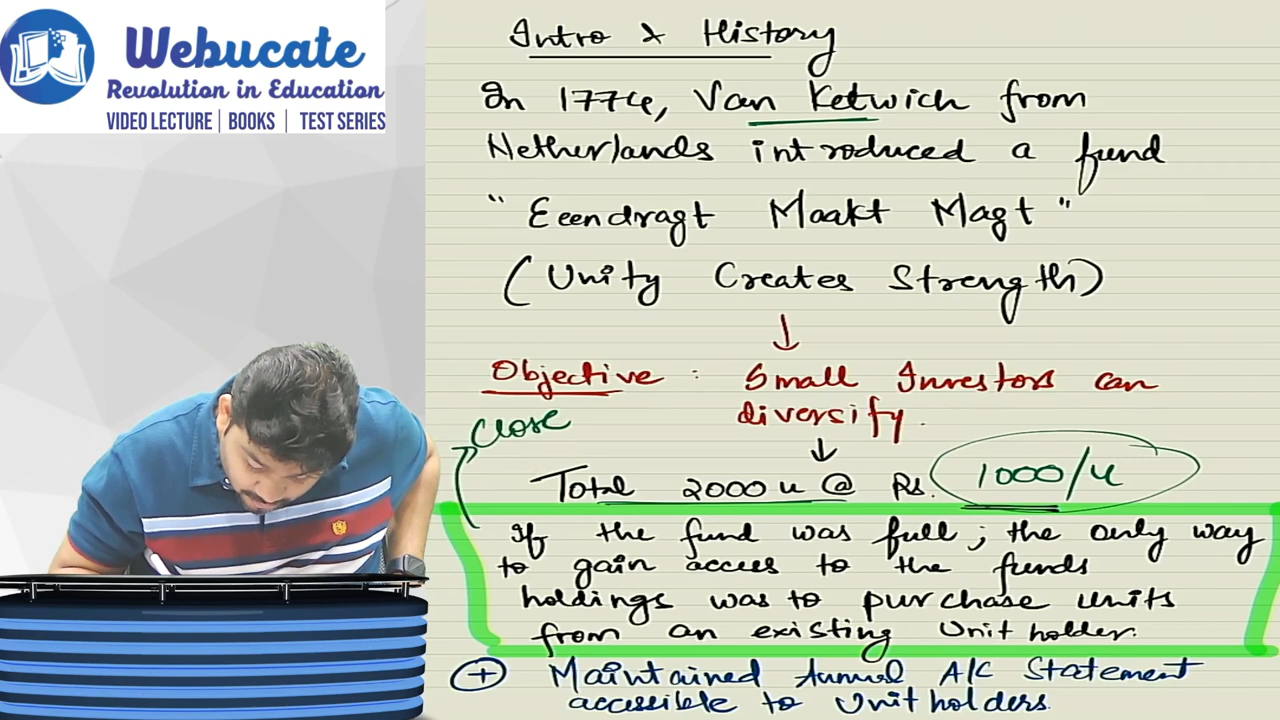 Webucate
Revolution in Education
VIDEO LECTURE | BOOKS | TEST SERIES
Intro & History
In 1774, Van Ketwich from
Netherlands introduced a fund
"Eeendragt Maakt Magt"
(Unity Creates Strength)
↓
Objective : Small Investors can
diversify.
Close
↓
Total 2000 u @ Rs. 1000/u
If the fund was full; the only way
to gain acces to the funds
holdings was to purchase units
from an existing Unit holder.
+ Maintained Annual A/C Statement
accessible to Unit holders.